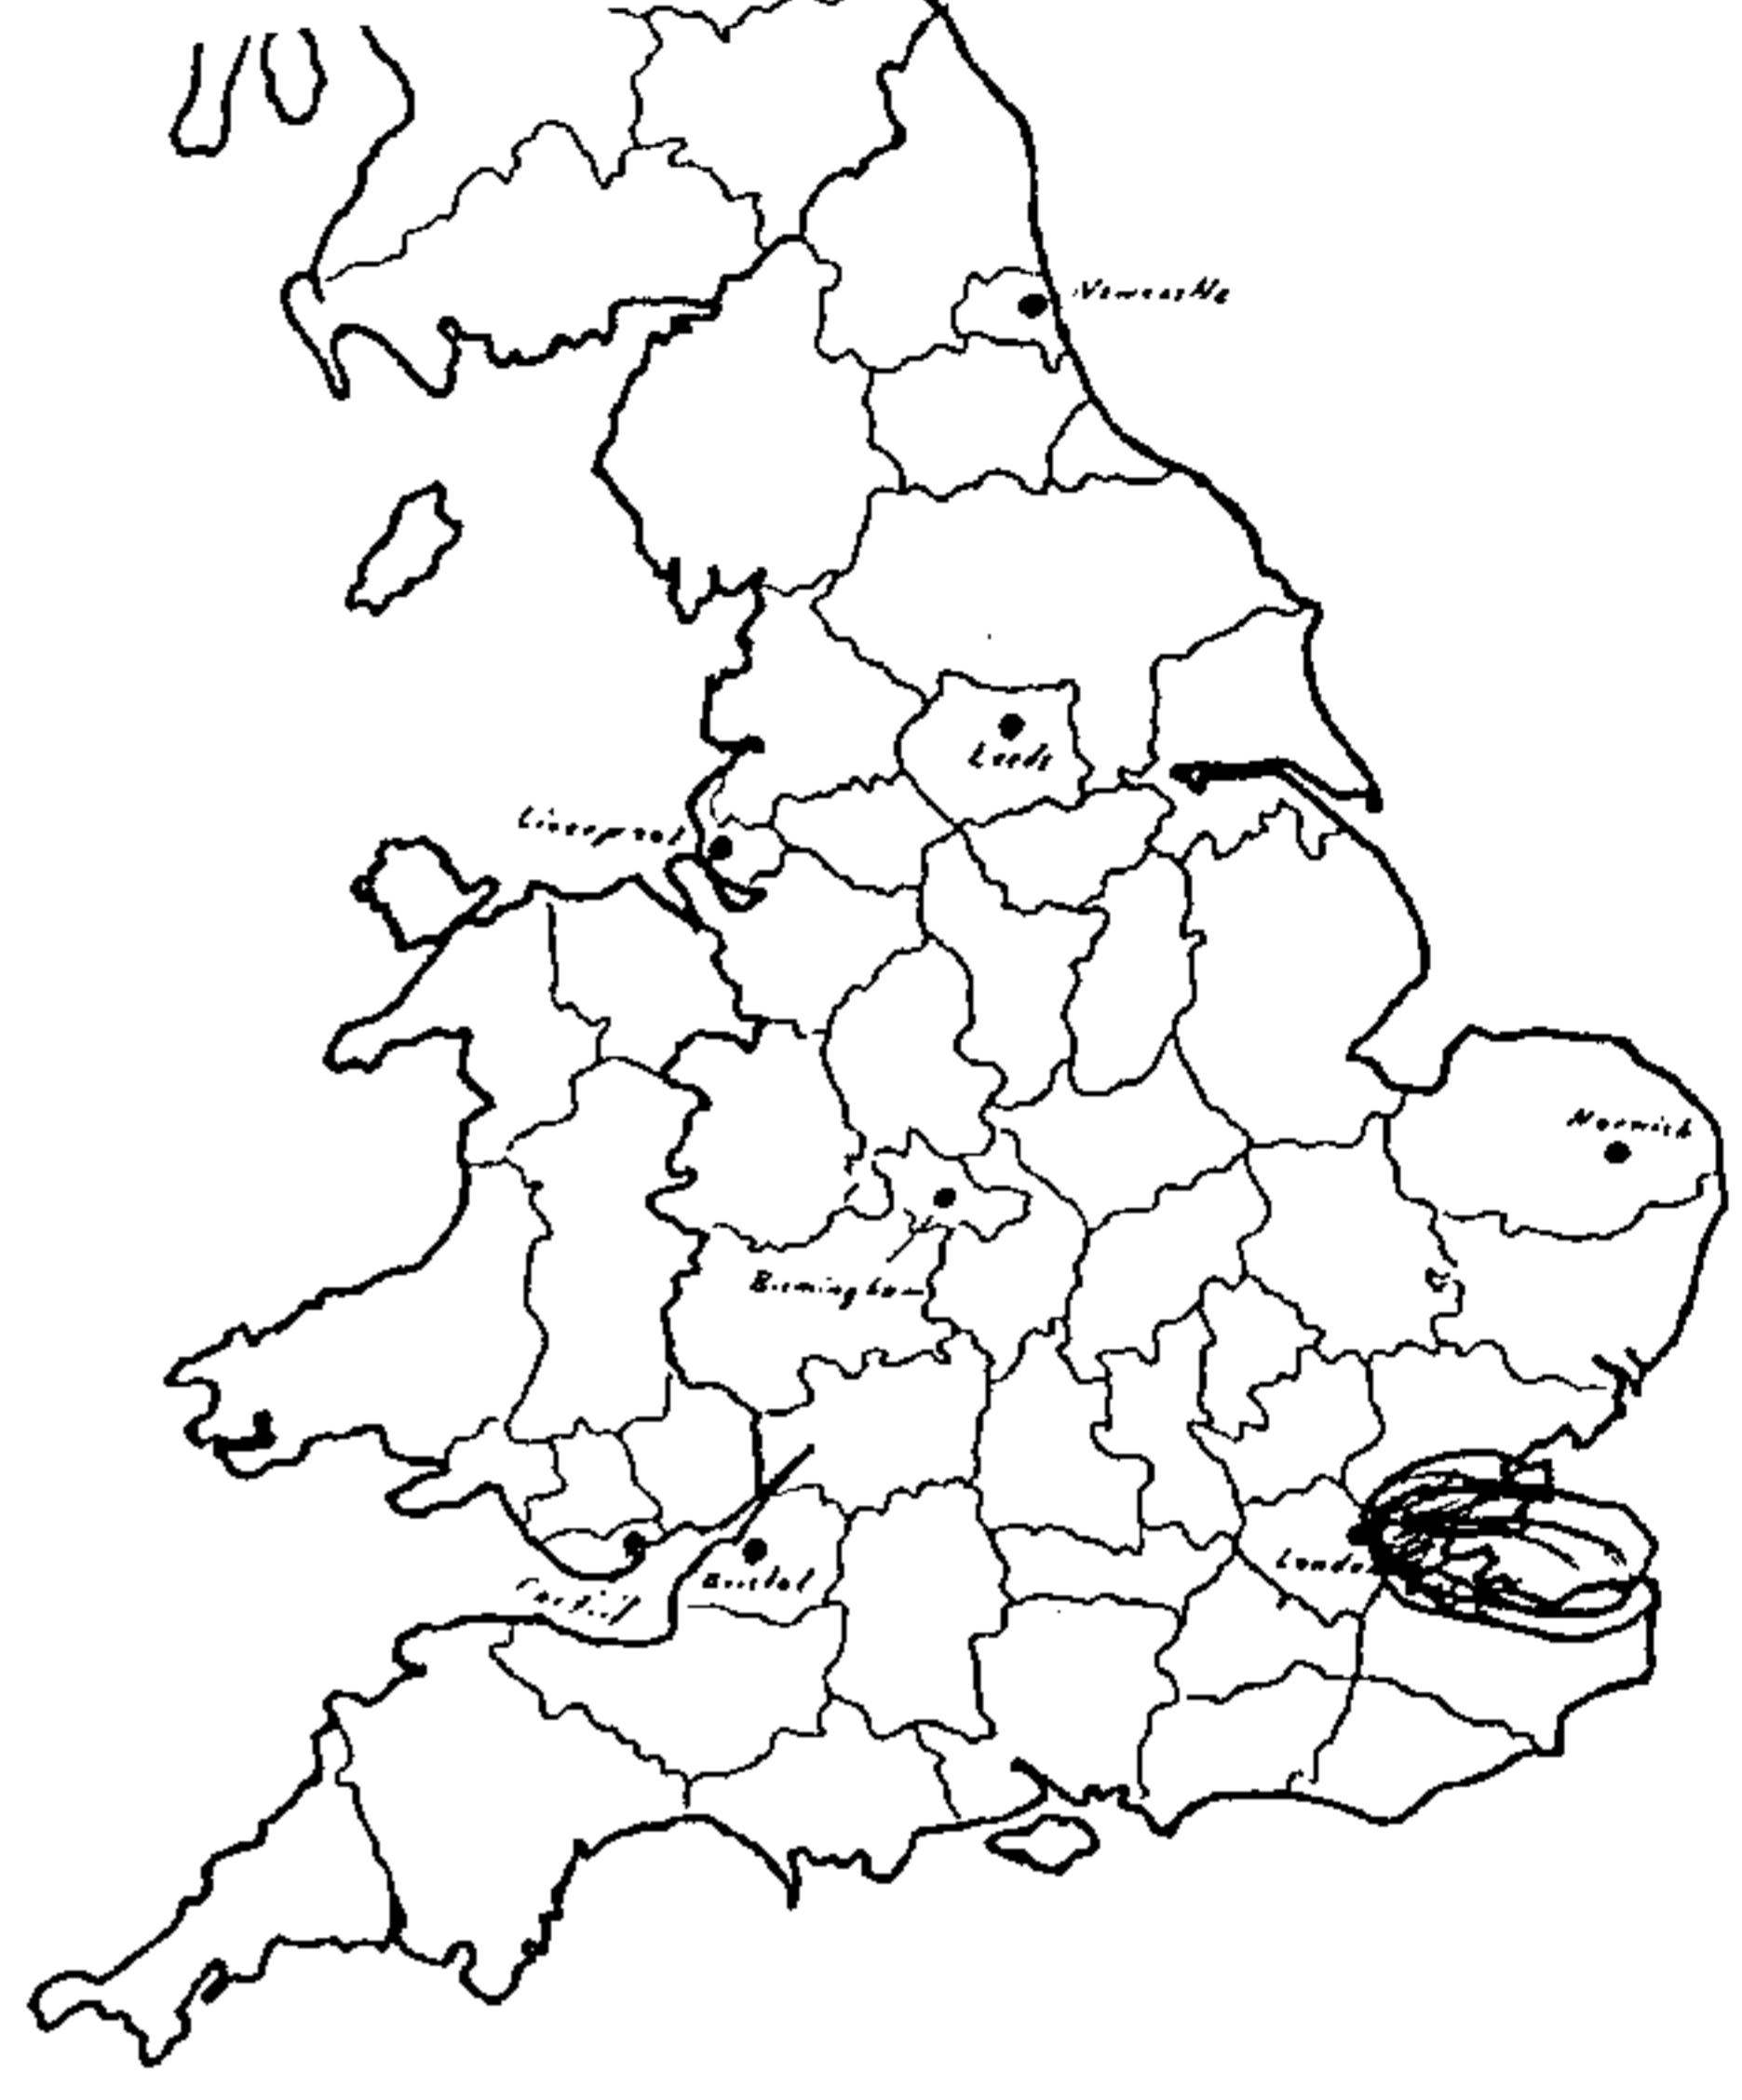 Newcastle
Leeds
Liverpool
Norwich
Birmingham
London
Bristol
Cardiff